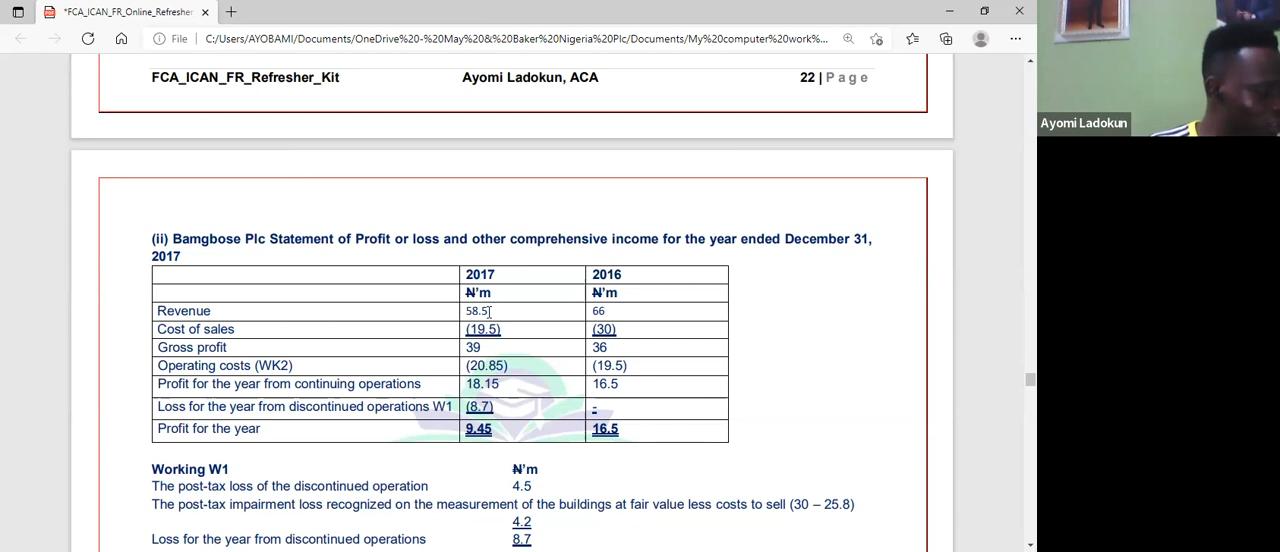 *FCA_ICAN_FR_Online_Refresher
File
C:/Users/AYOBAMI/Documents/OneDrive%20-%20May%20&%20Baker%20Nigeria%20Plc/Documents/My%20computer%20work%...
FCA_ICAN_FR_Refresher_Kit Ayomi Ladokun, ACA 22 | Page
Ayomi Ladokun
(ii) Bamgbose Plc Statement of Profit or loss and other comprehensive income for the year ended December 31,
2017
2017 2016
₦'m ₦'m
Revenue 58.5 66
Cost of sales (19.5) (30)
Gross profit 39 36
Operating costs (WK2) (20.85) (19.5)
Profit for the year from continuing operations 18.15 16.5
Loss for the year from discontinued operations W1 (8.7) -
Profit for the year 9.45 16.5
Working W1 ₦'m
The post-tax loss of the discontinued operation 4.5
The post-tax impairment loss recognized on the measurement of the buildings at fair value less costs to sell (30 – 25.8)
4.2
Loss for the year from discontinued operations 8.7